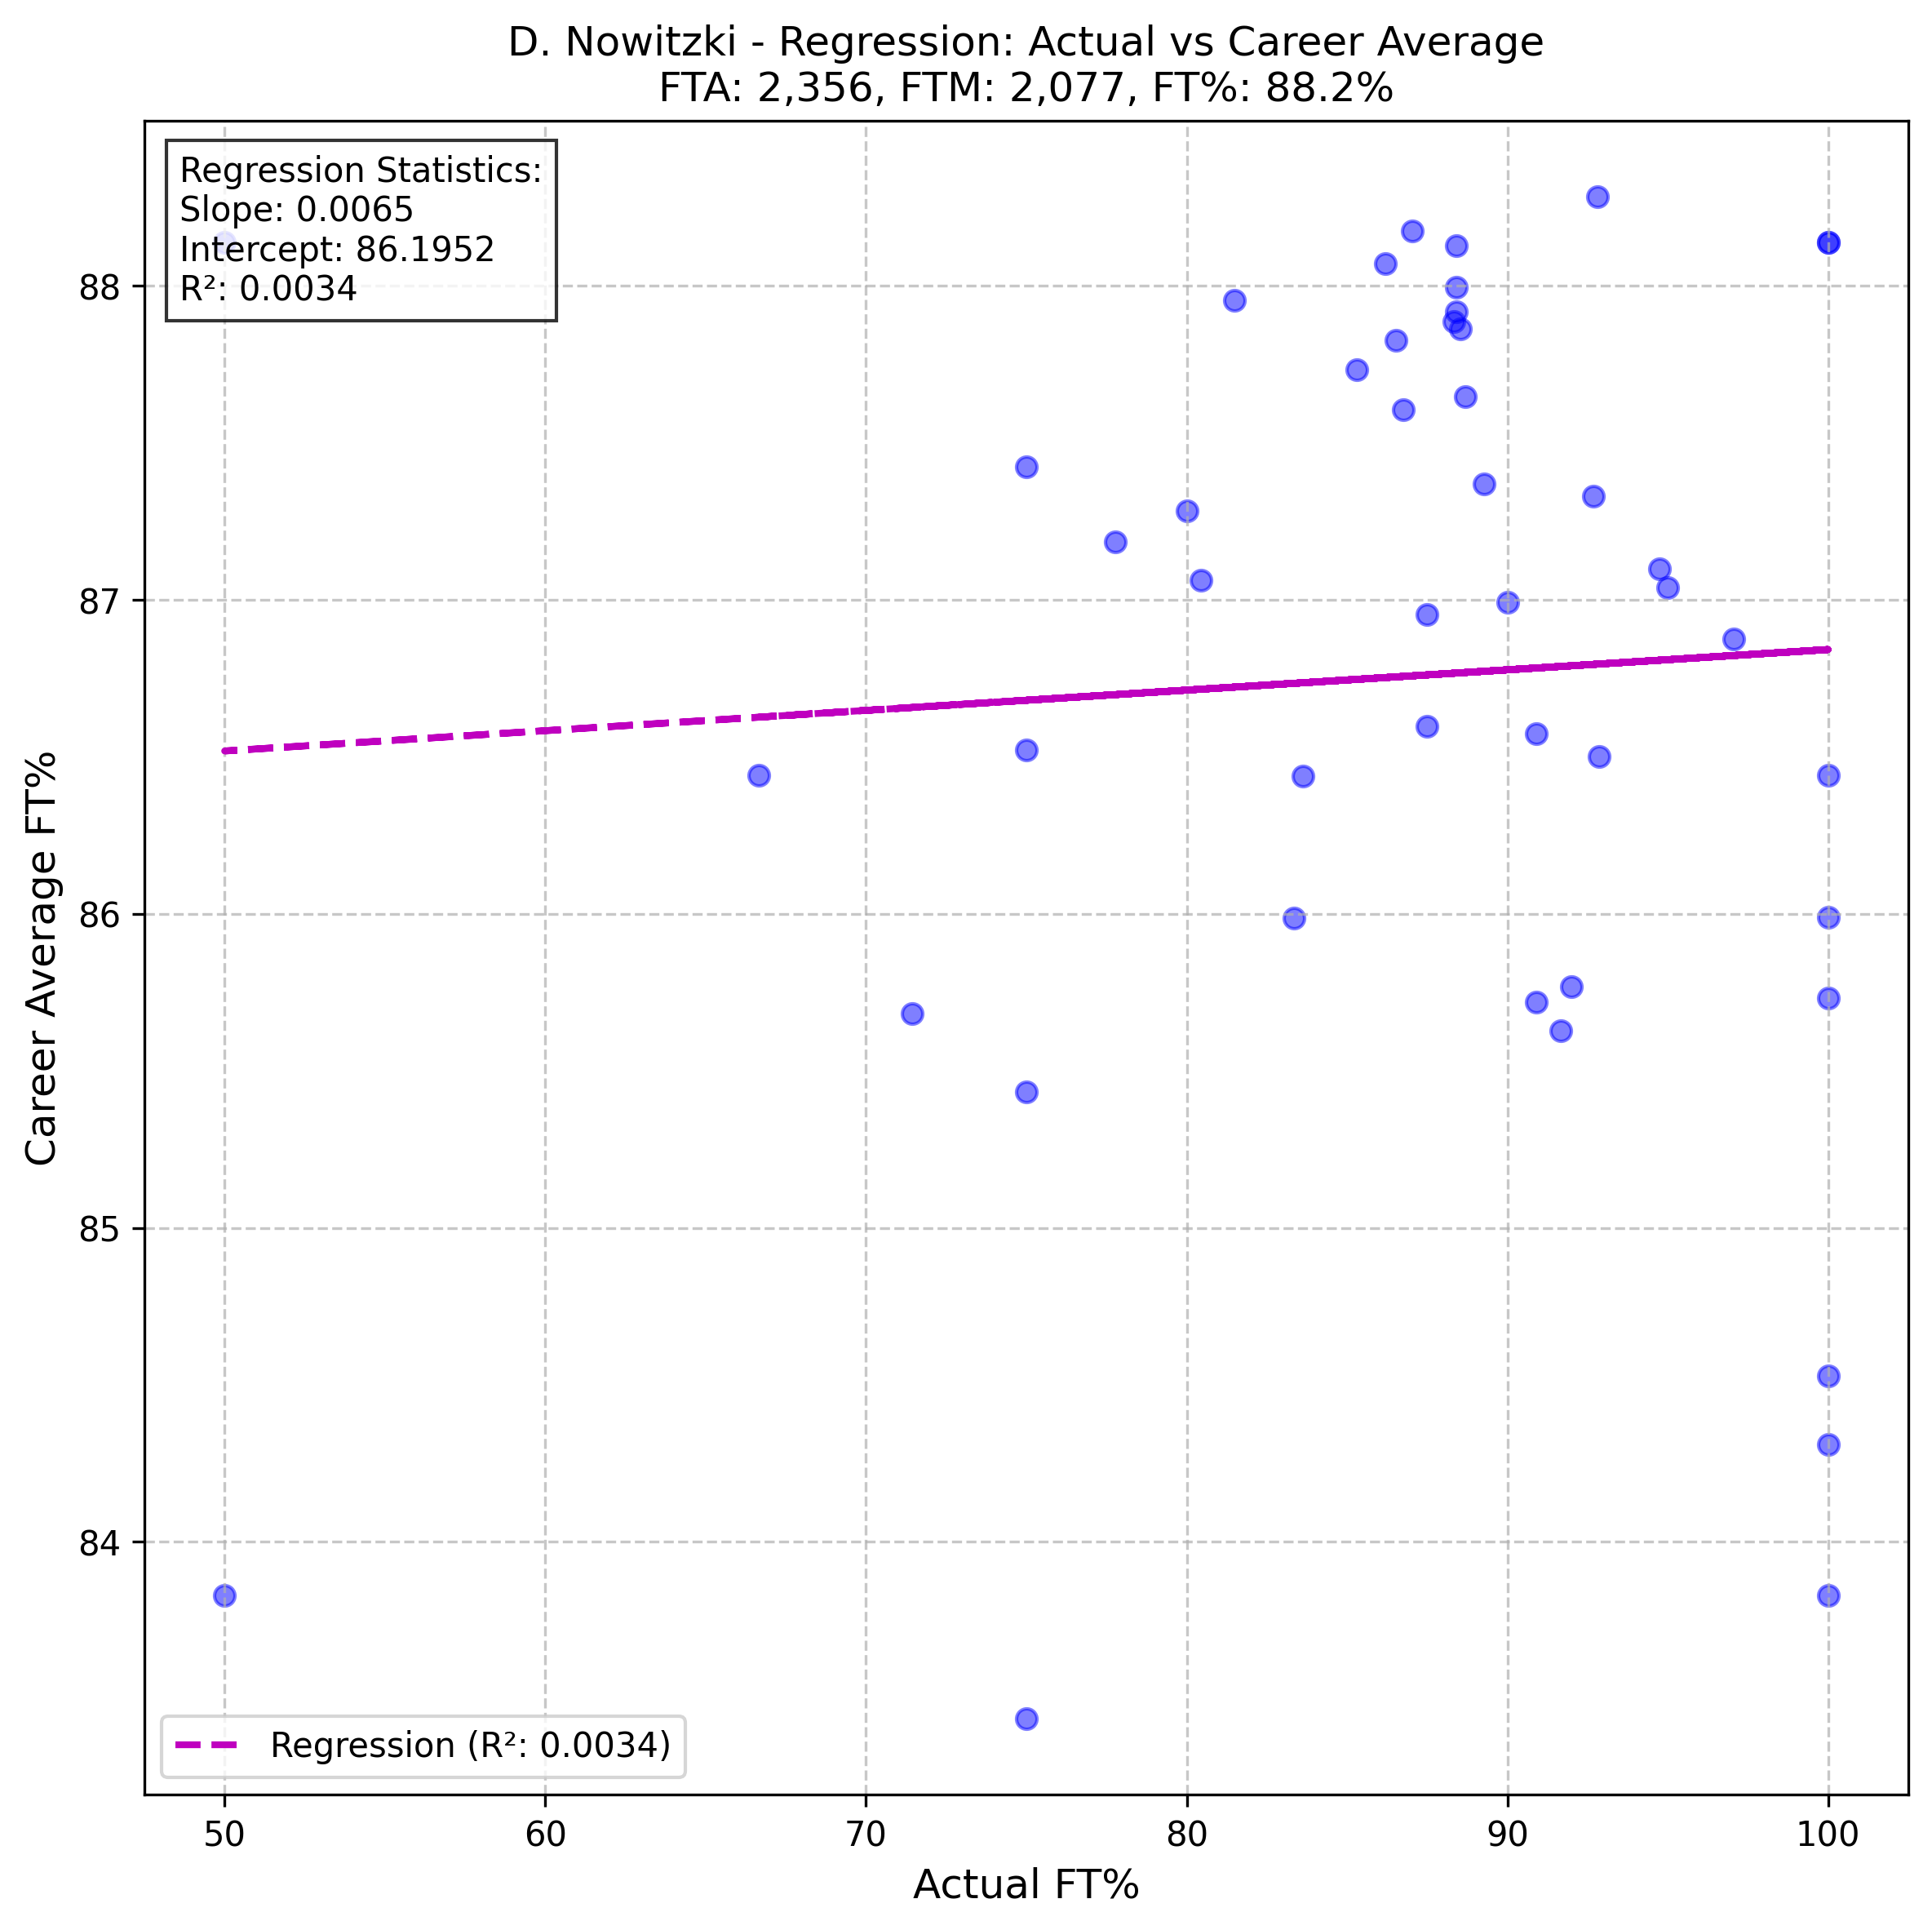 D. Nowitzki - Regression: Actual vs Career Average
FTA: 2,356, FTM: 2,077, FT%: 88.2%
Regression Statistics:
Slope: 0.0065
Intercept: 86.1952
R²: 0.0034
88
87
86
85
84
Career Average FT%
Regression (R²: 0.0034)
50
60
70
80
90
100
Actual FT%